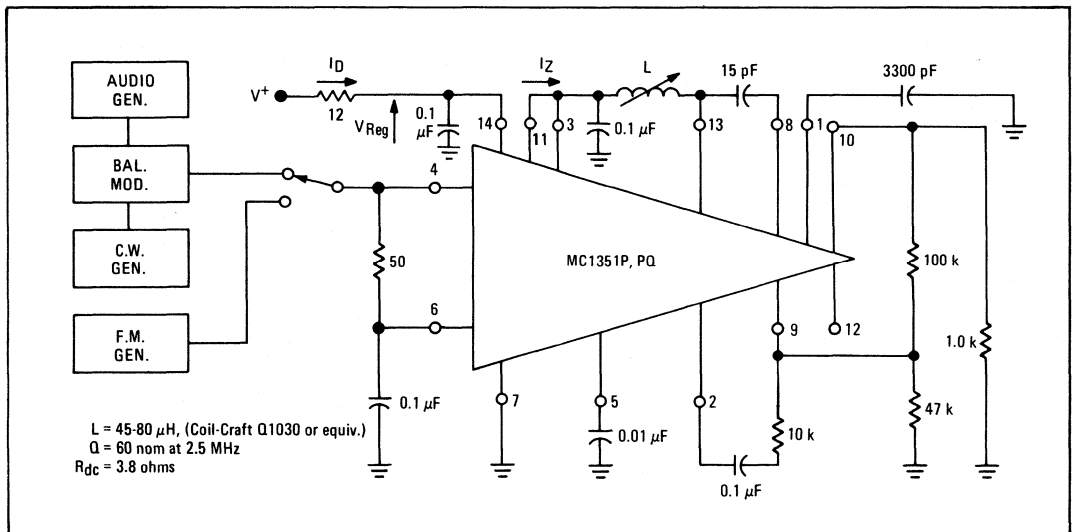 AUDIO
GEN.
BAL.
MOD.
C.W.
GEN.
F.M.
GEN.
V+
ID
12
VReg
0.1
μF
14
IZ
11
3
0.1 μF
L
13
15 pF
8
1
10
3300 pF
4
50
6
0.1 μF
MC1351P, PQ
7
5
0.01 μF
2
0.1 μF
9
10 k
12
100 k
47 k
1.0 k
L = 45-80 μH, (Coil-Craft Q1030 or equiv.)
Q = 60 nom at 2.5 MHz
Rdc = 3.8 ohms